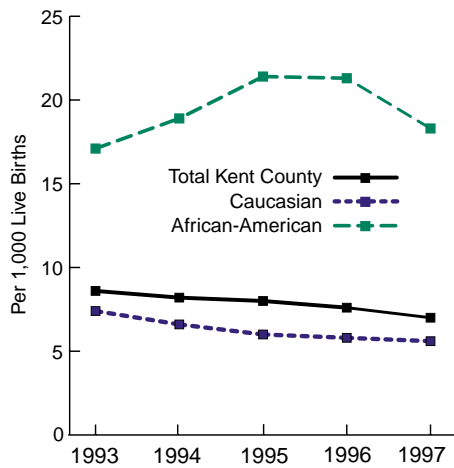 25
20
15
10
5
0
Per 1,000 Live Births
Total Kent County
Caucasian
African-American
1993 1994 1995 1996 1997